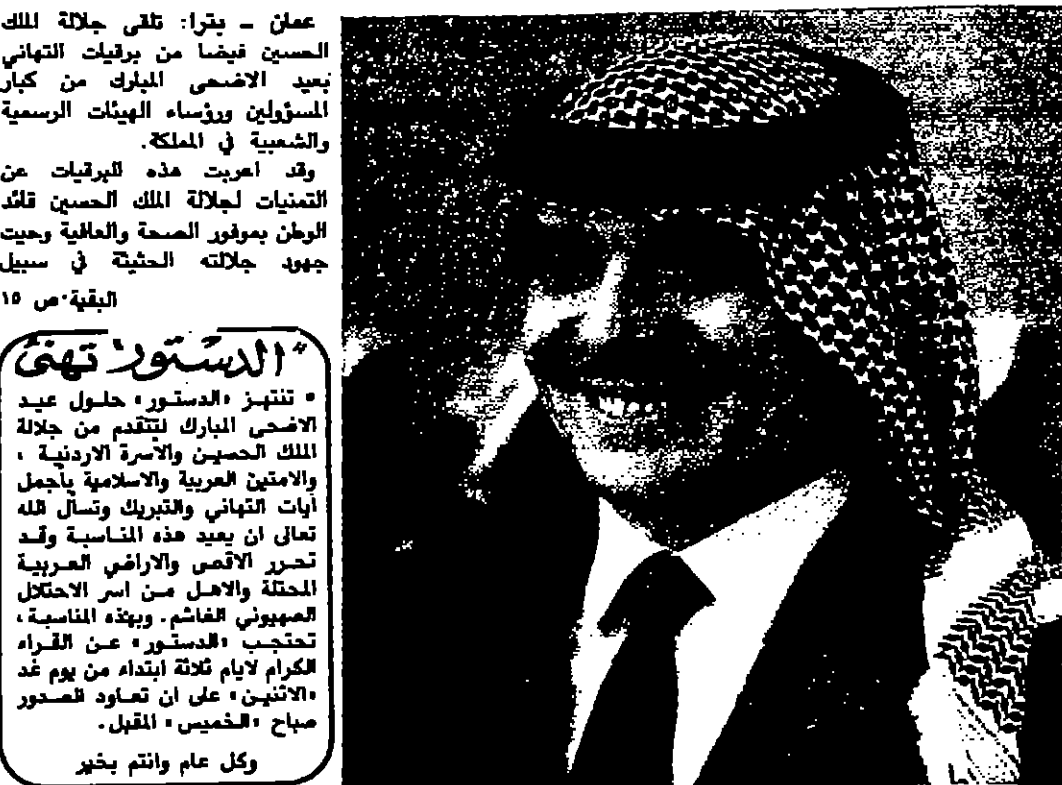 عمان ـ بترا: تلقى جلالة الملك
الحسين فيضا من برقيات التهاني
بعيد الاضحى المبارك من كبار
المسؤولين ورؤساء الهيئات الرسمية
والشعبية في المملكة.
وقد اعربت هذه البرقيات عن
التمنيات لجلالة الملك الحسين قائد
الوطن بموفور الصحة والعافية وحيت
جهود جلالته الحثيثة في سبيل
البقية ص ١٥
"الدستور" تهنئ
* تنتهز «الدستور» حلول عيد
الاضحى المبارك لتتقدم من جلالة
الملك الحسين والاسرة الاردنية ،
والامتين العربية والاسلامية بأجمل
آيات التهاني والتبريك وتسأل الله
تعالى ان يعيد هذه المناسبة وقد
تحرر الاقصى والاراضي العربية
المحتلة والاهل من اسر الاحتلال
الصهيوني الغاشم . وبهذه المناسبة ،
تحتجب «الدستور» عن القراء
الكرام لايام ثلاثة ابتداء من يوم غد
«الاثنين» على ان تعاود الصدور
صباح «الخميس» المقبل .
وكل عام وانتم بخير